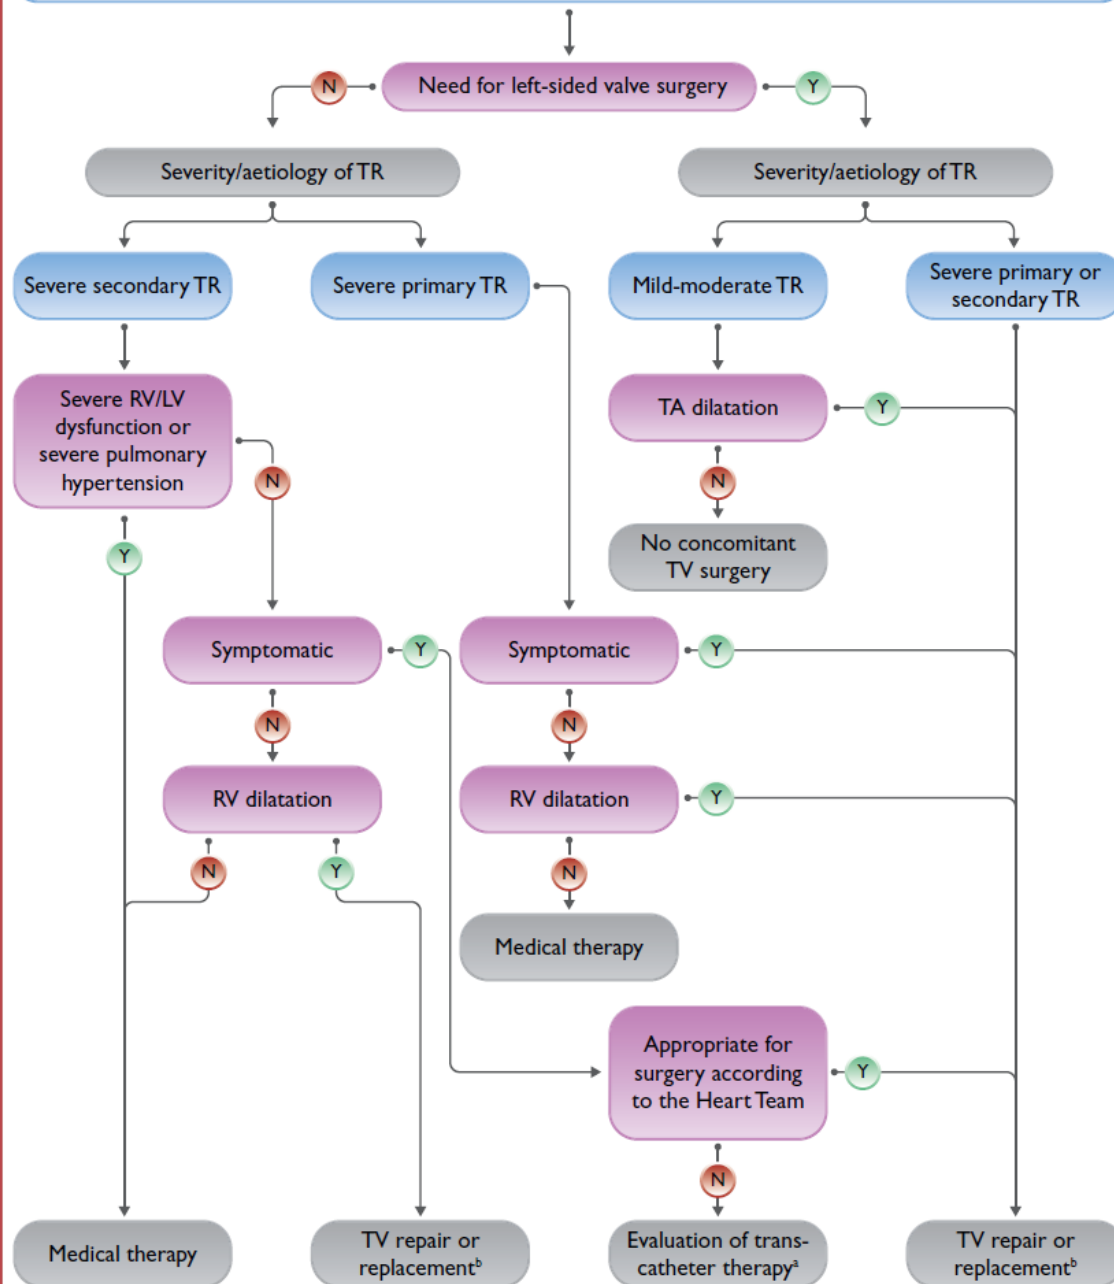 Need for left-sided valve surgery
N
Y
Severity/aetiology of TR
Severity/aetiology of TR
Severe secondary TR
Severe primary TR
Mild-moderate TR
Severe primary or
secondary TR
Severe RV/LV
dysfunction or
severe pulmonary
hypertension
TA dilatation
Y
N
N
No concomitant
TV surgery
Y
Symptomatic
Y
Symptomatic
Y
N
N
RV dilatation
RV dilatation
Y
N
Y
N
Medical therapy
Appropriate for
surgery according
to the Heart Team
Y
N
Medical therapy
TV repair or
replacementᵇ
Evaluation of trans-
catheter therapyᵃ
TV repair or
replacementᵇ